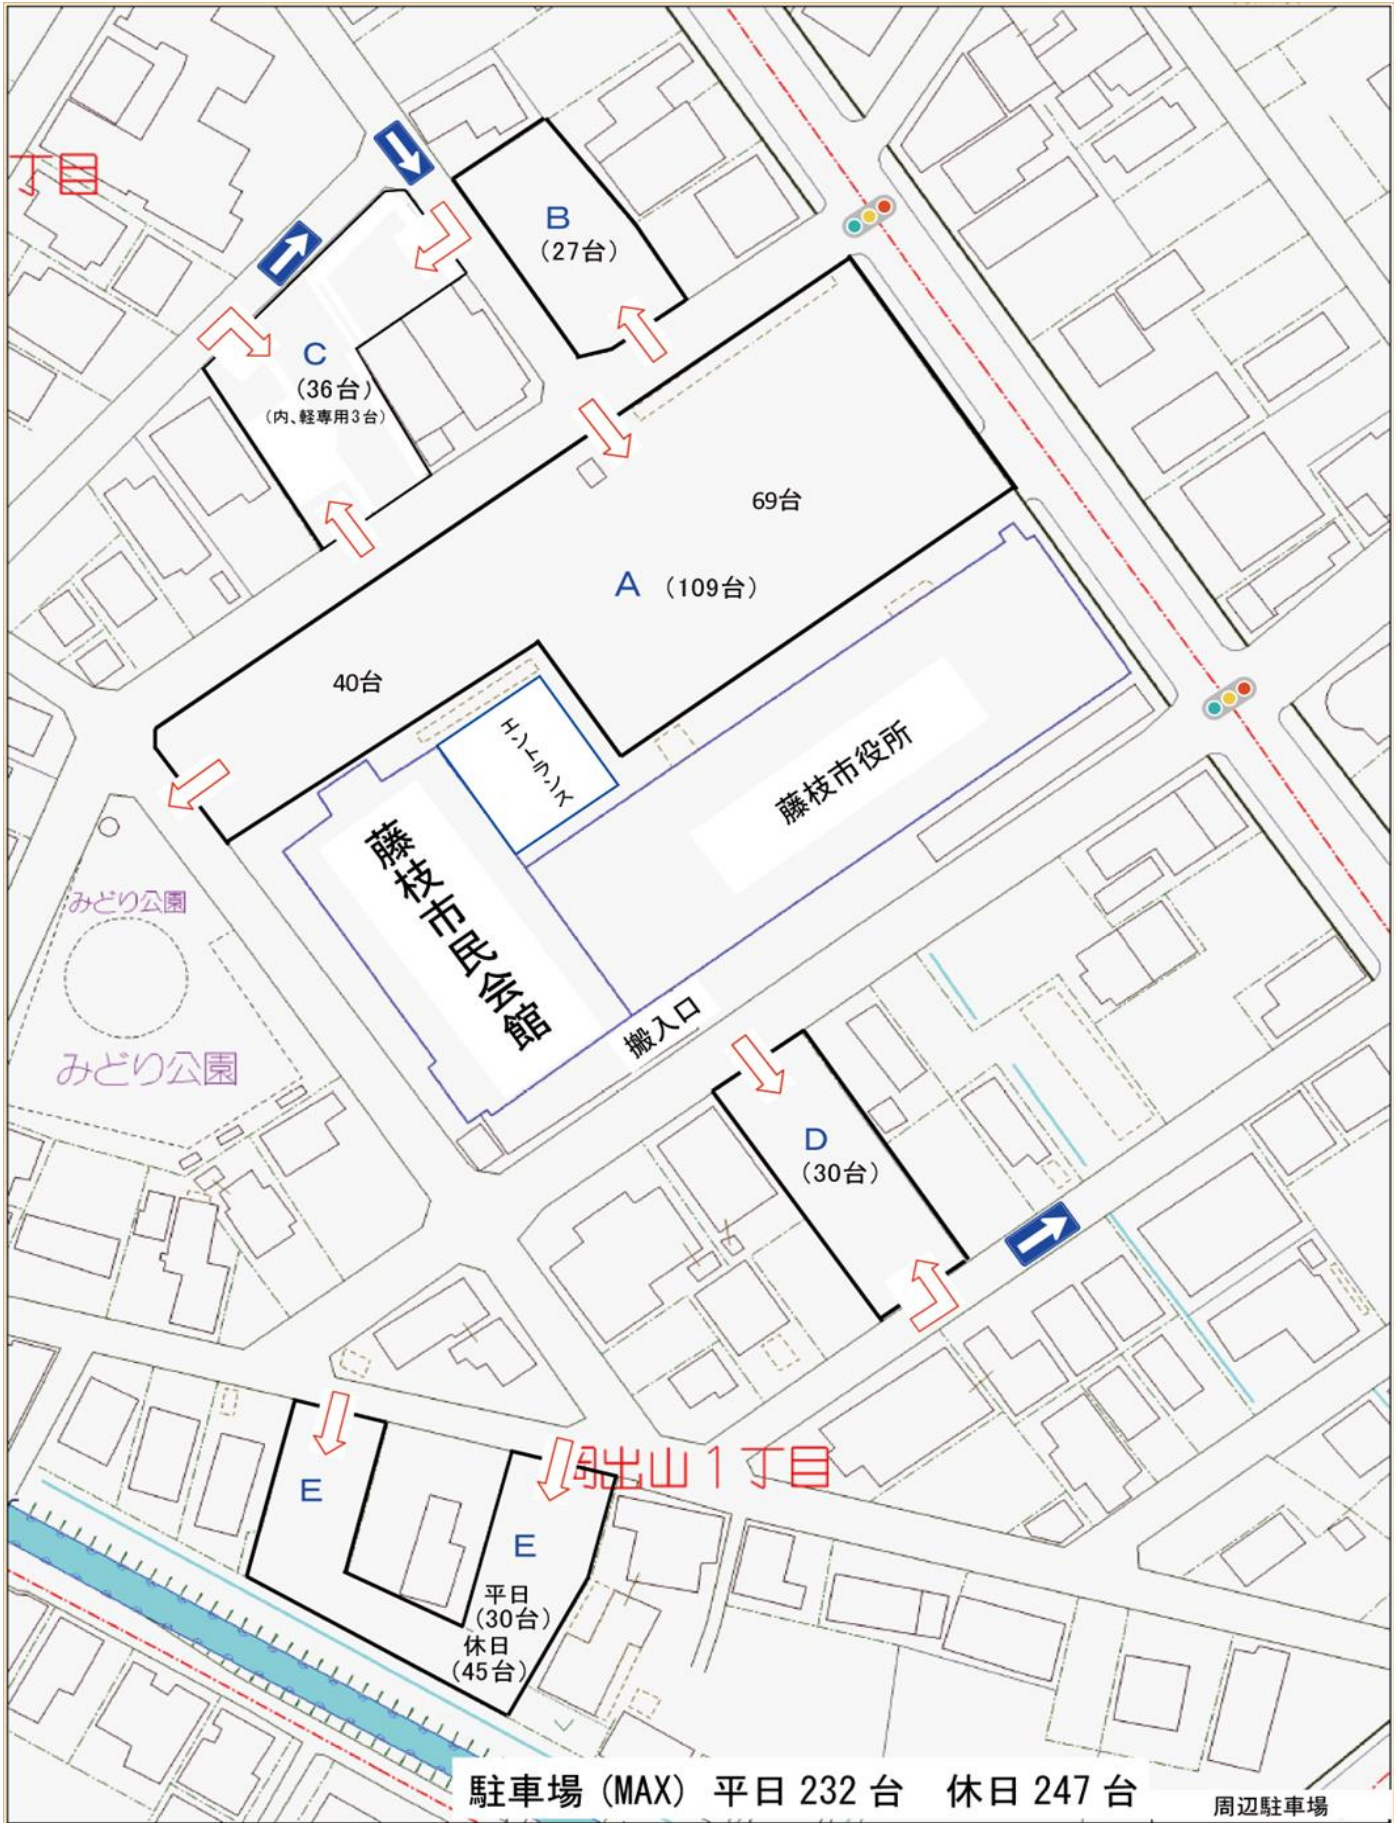 丁目
B
（27台）
C
（36台）
（内、軽専用3台）
69台
A （109台）
40台
エントランス
藤枝市役所
藤枝市民会館
みどり公園
みどり公園
搬入口
D
（30台）
出山1丁目
E
E
平日
（30台）
休日
（45台）
駐車場（MAX） 平日 232 台　休日 247 台
周辺駐車場